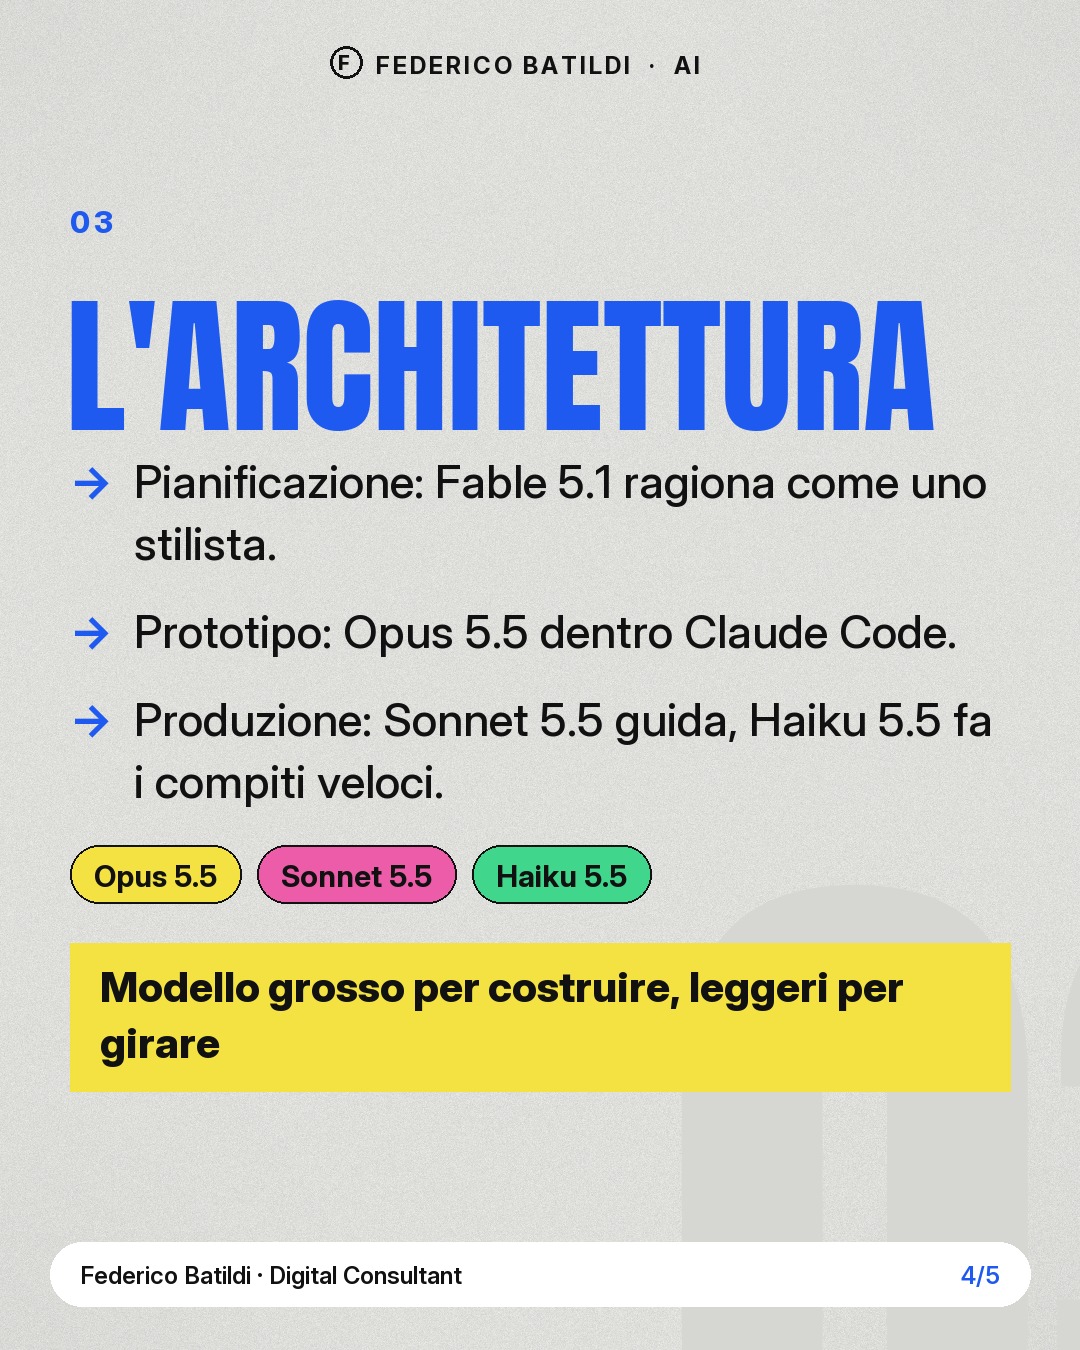 F FEDERICO BATILDI · AI
03
L'ARCHITETTURA
→ Pianificazione: Fable 5.1 ragiona come uno
stilista.
→ Prototipo: Opus 5.5 dentro Claude Code.
→ Produzione: Sonnet 5.5 guida, Haiku 5.5 fa
i compiti veloci.
Opus 5.5 Sonnet 5.5 Haiku 5.5
Modello grosso per costruire, leggeri per
girare
Federico Batildi · Digital Consultant 4/5